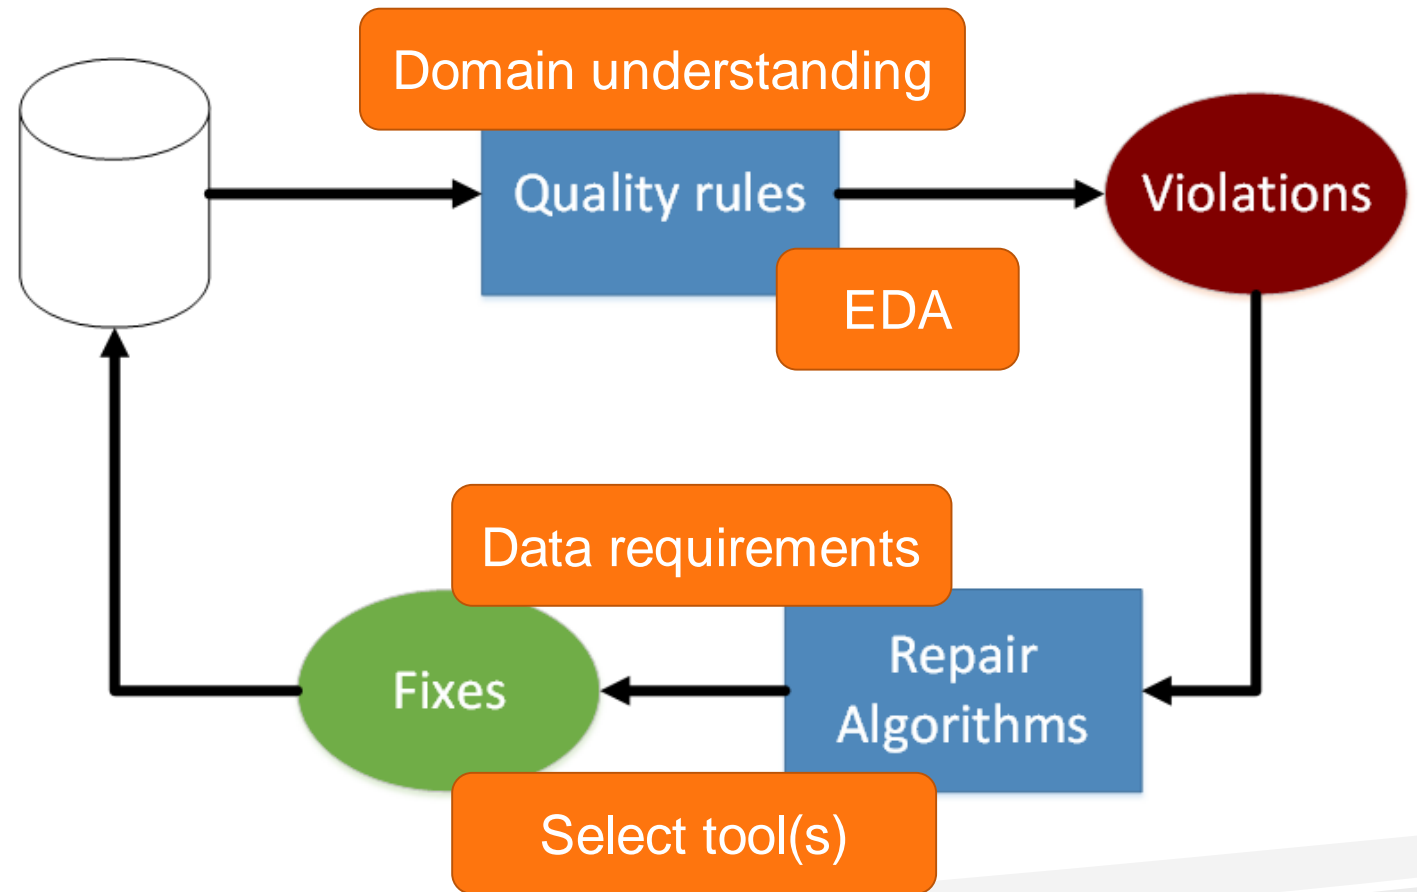 Domain understanding
Quality rules
Violations
EDA
Data requirements
Repair
Algorithms
Fixes
Select tool(s)